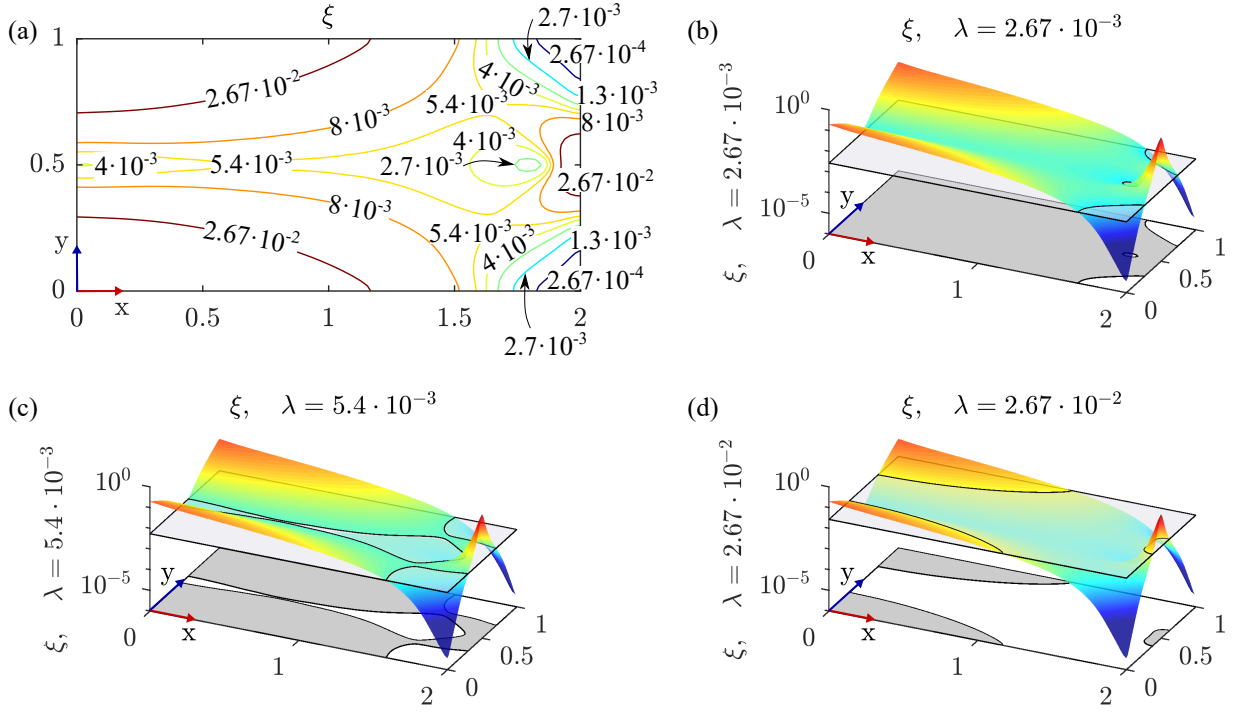 (a)
ξ
2.7·10⁻³
2.67·10⁻⁴
1
2.67·10⁻²
4·10⁻³
1.3·10⁻³
8·10⁻³
5.4·10⁻³
8·10⁻³
4·10⁻³
0.5
4·10⁻³
5.4·10⁻³
2.7·10⁻³
2.67·10⁻²
8·10⁻³
2.67·10⁻²
5.4·10⁻³
1.3·10⁻³
y
4·10⁻³
2.67·10⁻⁴
0
x
0
0.5
1
1.5
2
2.7·10⁻³
(b)
ξ, λ = 2.67 · 10⁻³
ξ, λ = 2.67 · 10⁻³
10⁰
10⁻⁵
y
x
0
1
2
0
0.5
1
(c)
ξ, λ = 5.4 · 10⁻³
ξ, λ = 5.4 · 10⁻³
10⁰
10⁻⁵
y
x
0
1
2
0
0.5
1
(d)
ξ, λ = 2.67 · 10⁻²
ξ, λ = 2.67 · 10⁻²
10⁰
10⁻⁵
y
x
0
1
2
0
0.5
1